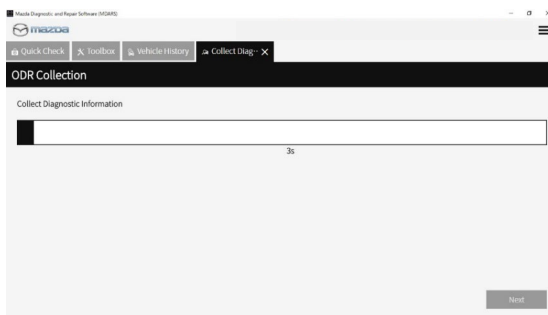 Mazda Diagnostic and Repair Software (MDARS)
mazda
Quick Check Toolbox Vehicle History Collect Diag··
ODR Collection
Collect Diagnostic Information
3s
Next